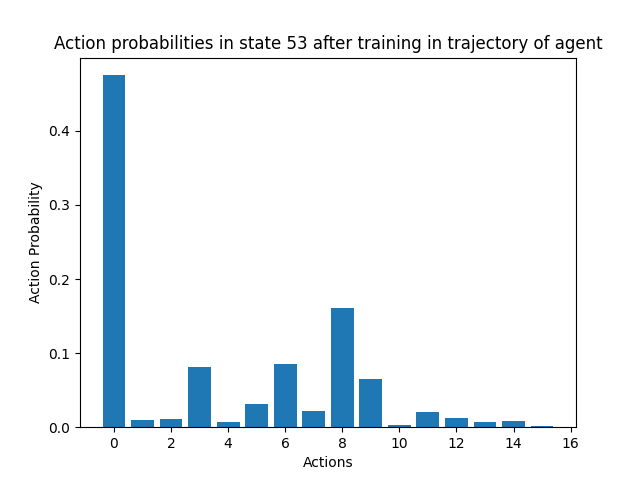 Action probabilities in state 53 after training in trajectory of agent
Action Probability
0.4
0.3
0.2
0.1
0.0
0 2 4 6 8 10 12 14 16
Actions